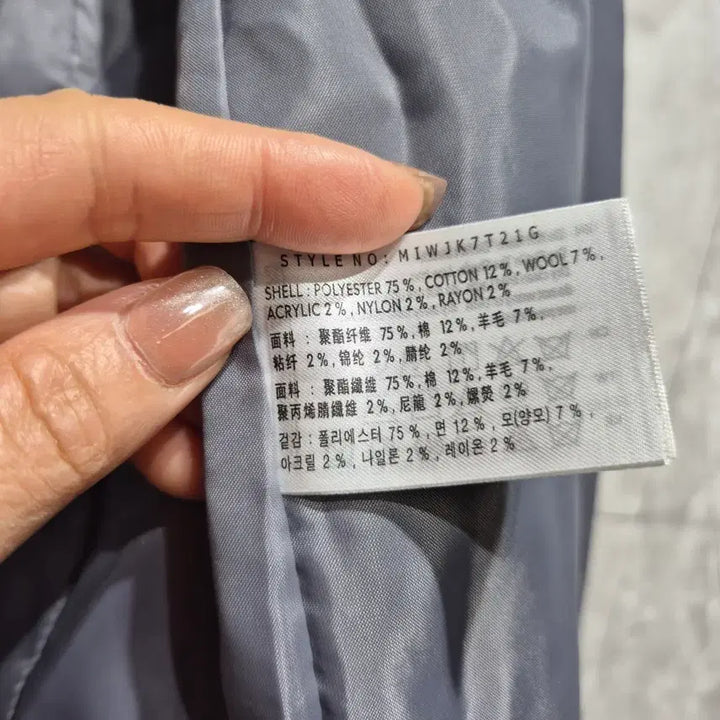 STYLE NO: MIWJK7T21G
SHELL : POLYESTER 75 % , COTTON 12% , WOOL 7% ,
ACRYLIC 2% , NYLON 2% , RAYON 2%
面料 : 聚酯纤维 75%, 棉 12%, 羊毛 7%,
粘纤 2%, 锦纶 2%, 腈纶 2%
面料 : 聚酯纖維 75%, 棉 12%, 羊毛 7%,
聚丙烯腈纖維 2%, 尼龍 2%, 嫘熒 2%
겉감 : 폴리에스터 75% , 면 12% , 모(양모) 7% ,
아크릴 2% , 나일론 2% , 레이온 2%